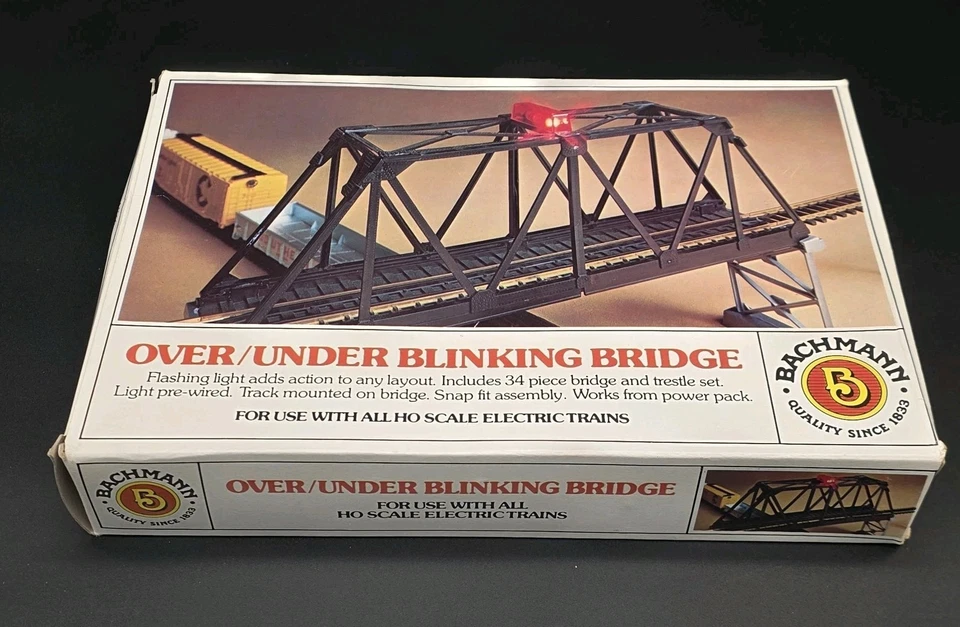 OVER/UNDER BLINKING BRIDGE
Flashing light adds action to any layout. Includes 34 piece bridge and trestle set.
Light pre-wired. Track mounted on bridge. Snap fit assembly. Works from power pack.
FOR USE WITH ALL HO SCALE ELECTRIC TRAINS
BACHMANN
B
• QUALITY SINCE 1833 •
BACHMANN
B
• QUALITY SINCE 1833 •
OVER/UNDER BLINKING BRIDGE
FOR USE WITH ALL
HO SCALE ELECTRIC TRAINS